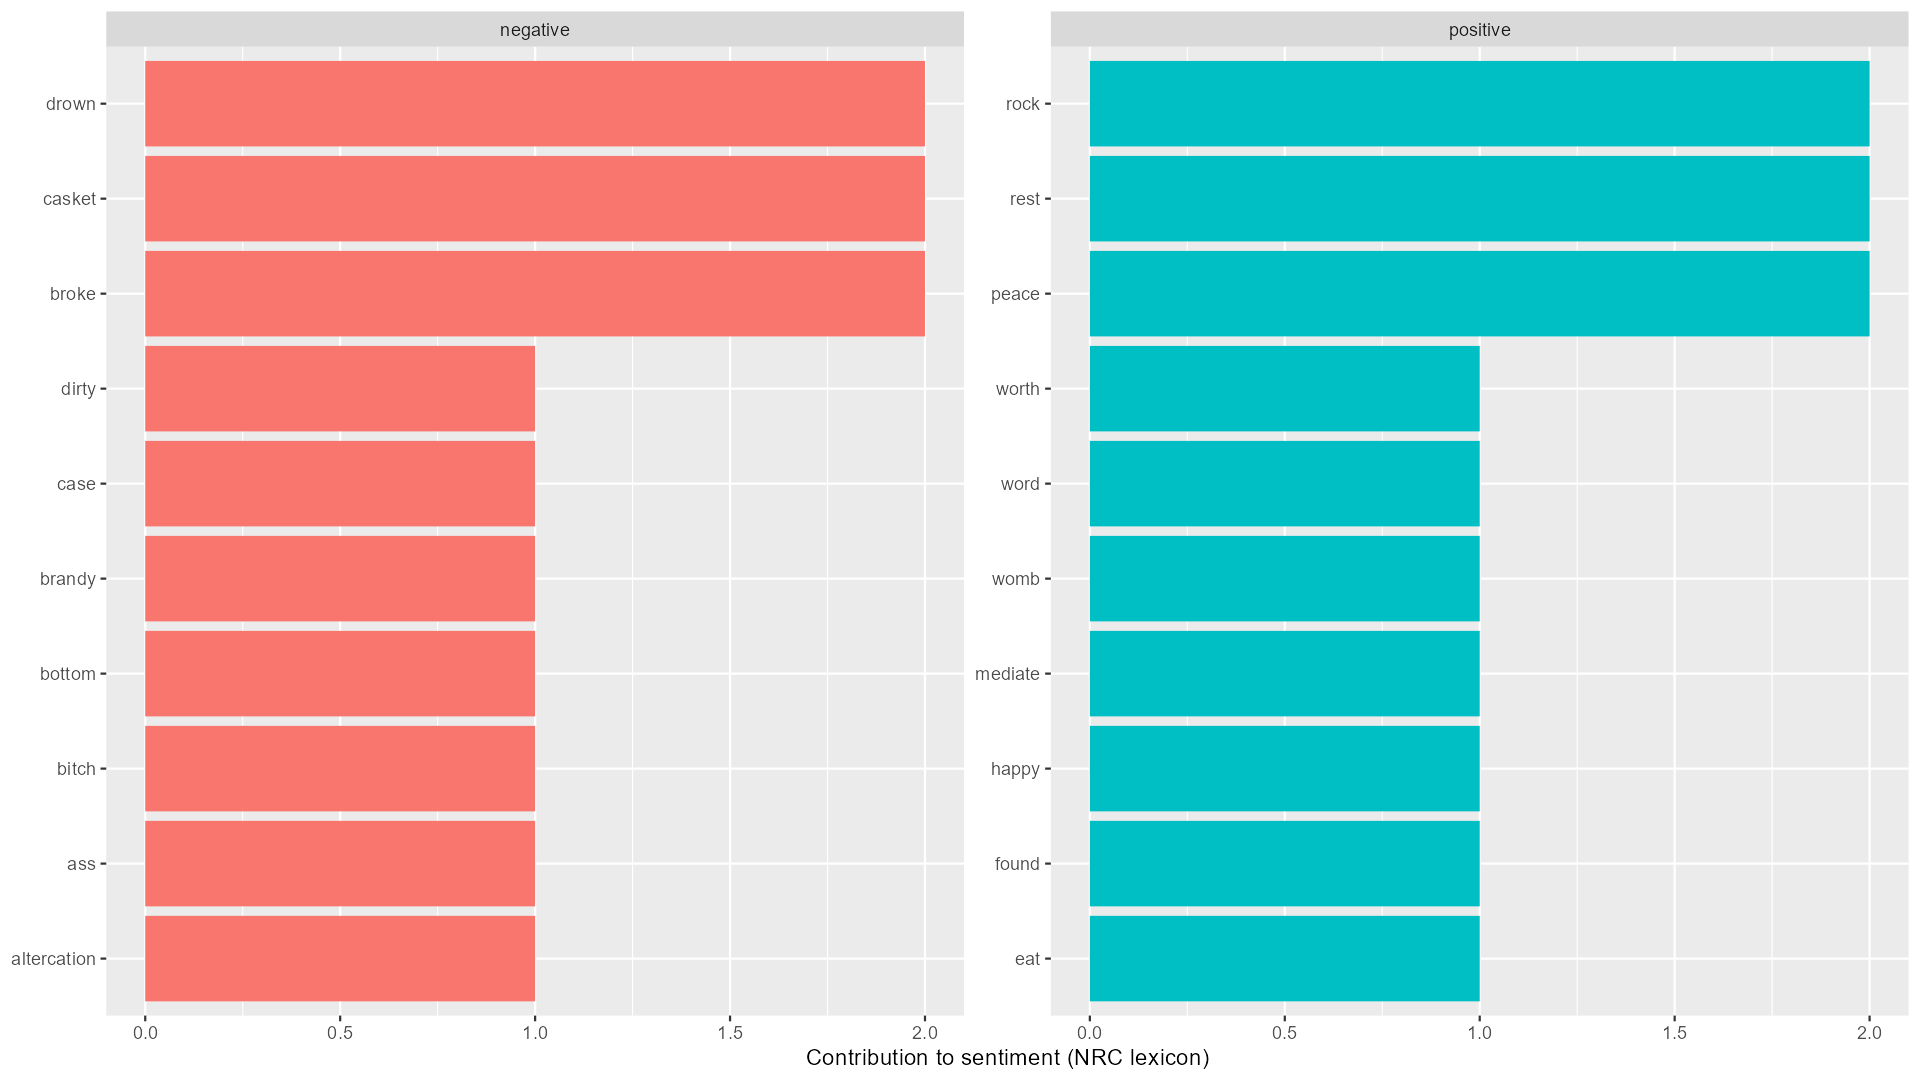 negative
drown
casket
broke
dirty
case
brandy
bottom
bitch
ass
altercation
0.0 0.5 1.0 1.5 2.0
positive
rock
rest
peace
worth
word
womb
mediate
happy
found
eat
0.0 0.5 1.0 1.5 2.0
Contribution to sentiment (NRC lexicon)